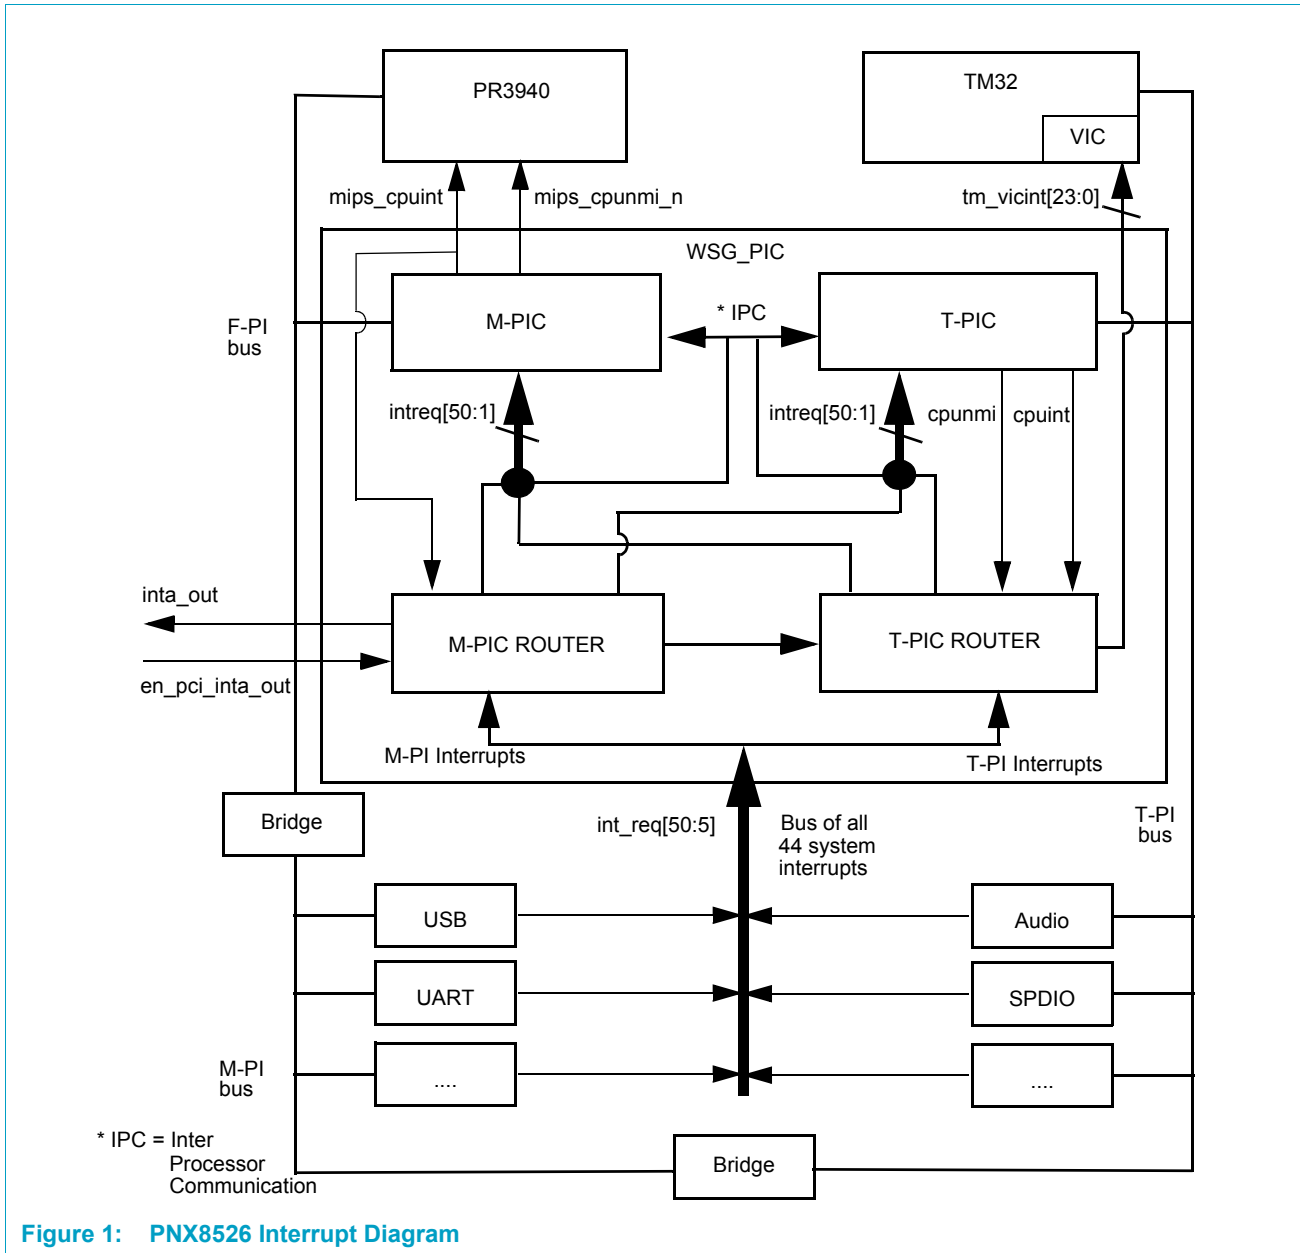 PR3940
TM32
VIC
mips_cpuint
mips_cpunmi_n
tm_vicint[23:0]
WSG_PIC
M-PIC
* IPC
T-PIC
F-PI
bus
intreq[50:1]
intreq[50:1]
cpunmi
cpuint
inta_out
M-PIC ROUTER
T-PIC ROUTER
en_pci_inta_out
M-PI Interrupts
T-PI Interrupts
Bridge
int_req[50:5]
Bus of all
44 system
interrupts
T-PI
bus
USB
Audio
UART
SPDIO
M-PI
bus
....
....
* IPC = Inter
Processor
Communication
Bridge
Figure 1: PNX8526 Interrupt Diagram